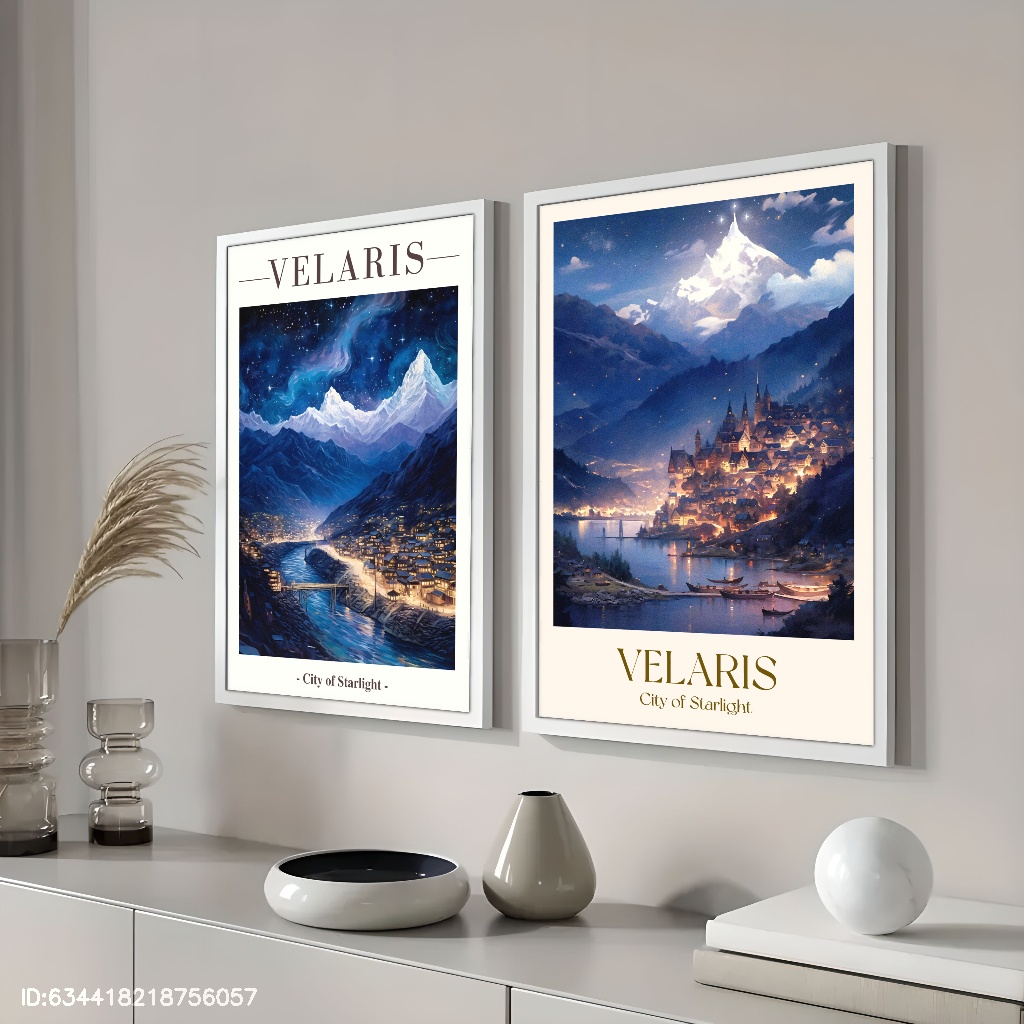 VELARIS
- City of Starlight -
VELARIS
City of Starlight
ID:634418218756057